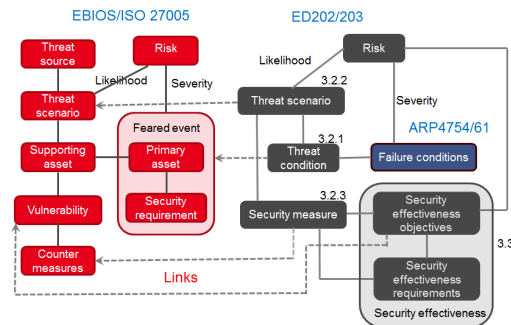 EBIOS/ISO 27005
ED202/203
Threat
source
Risk
Risk
Likelihood
Severity
Likelihood
Severity
3.2.2
Threat
scenario
Threat scenario
Feared event
3.2.1
ARP4754/61
Supporting
asset
Primary
asset
Threat
condition
Failure conditions
Vulnerability
Security
requirement
3.2.3
Security measure
Security
effectiveness
objectives
3.3
Counter
measures
Links
Security
effectiveness
requirements
Security effectiveness